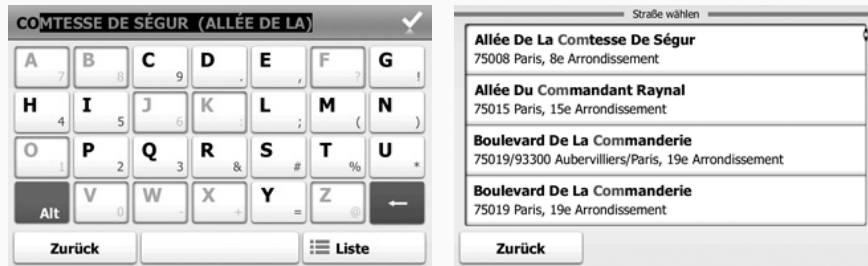 COMTESSE DE SÉGUR (ALLÉE DE LA)
A 7 B 8 C 9 D . E , F ? G !
H 4 I 5 J 6 K : L ; M ( N )
O 1 P 2 Q 3 R & S # T % U *
Alt V 0 W - X + Y = Z @ ←
Zurück Liste
Straße wählen
Allée De La Comtesse De Ségur
75008 Paris, 8e Arrondissement
Allée Du Commandant Raynal
75015 Paris, 15e Arrondissement
Boulevard De La Commanderie
75019/93300 Aubervilliers/Paris, 19e Arrondissement
Boulevard De La Commanderie
75019 Paris, 19e Arrondissement
Zurück